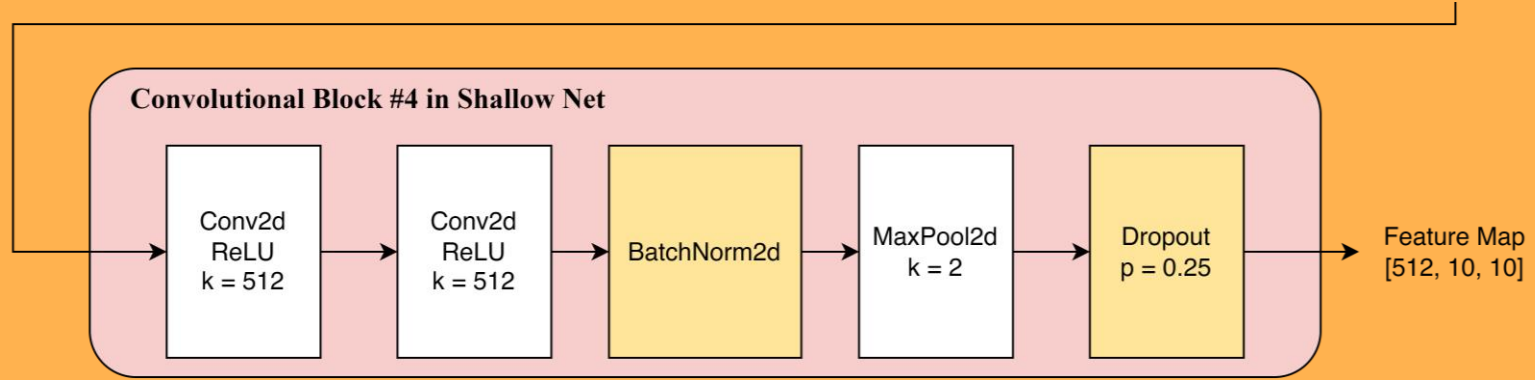 Convolutional Block #4 in Shallow Net
Conv2d
ReLU
k = 512
Conv2d
ReLU
k = 512
BatchNorm2d
MaxPool2d
k = 2
Dropout
p = 0.25
Feature Map
[512, 10, 10]